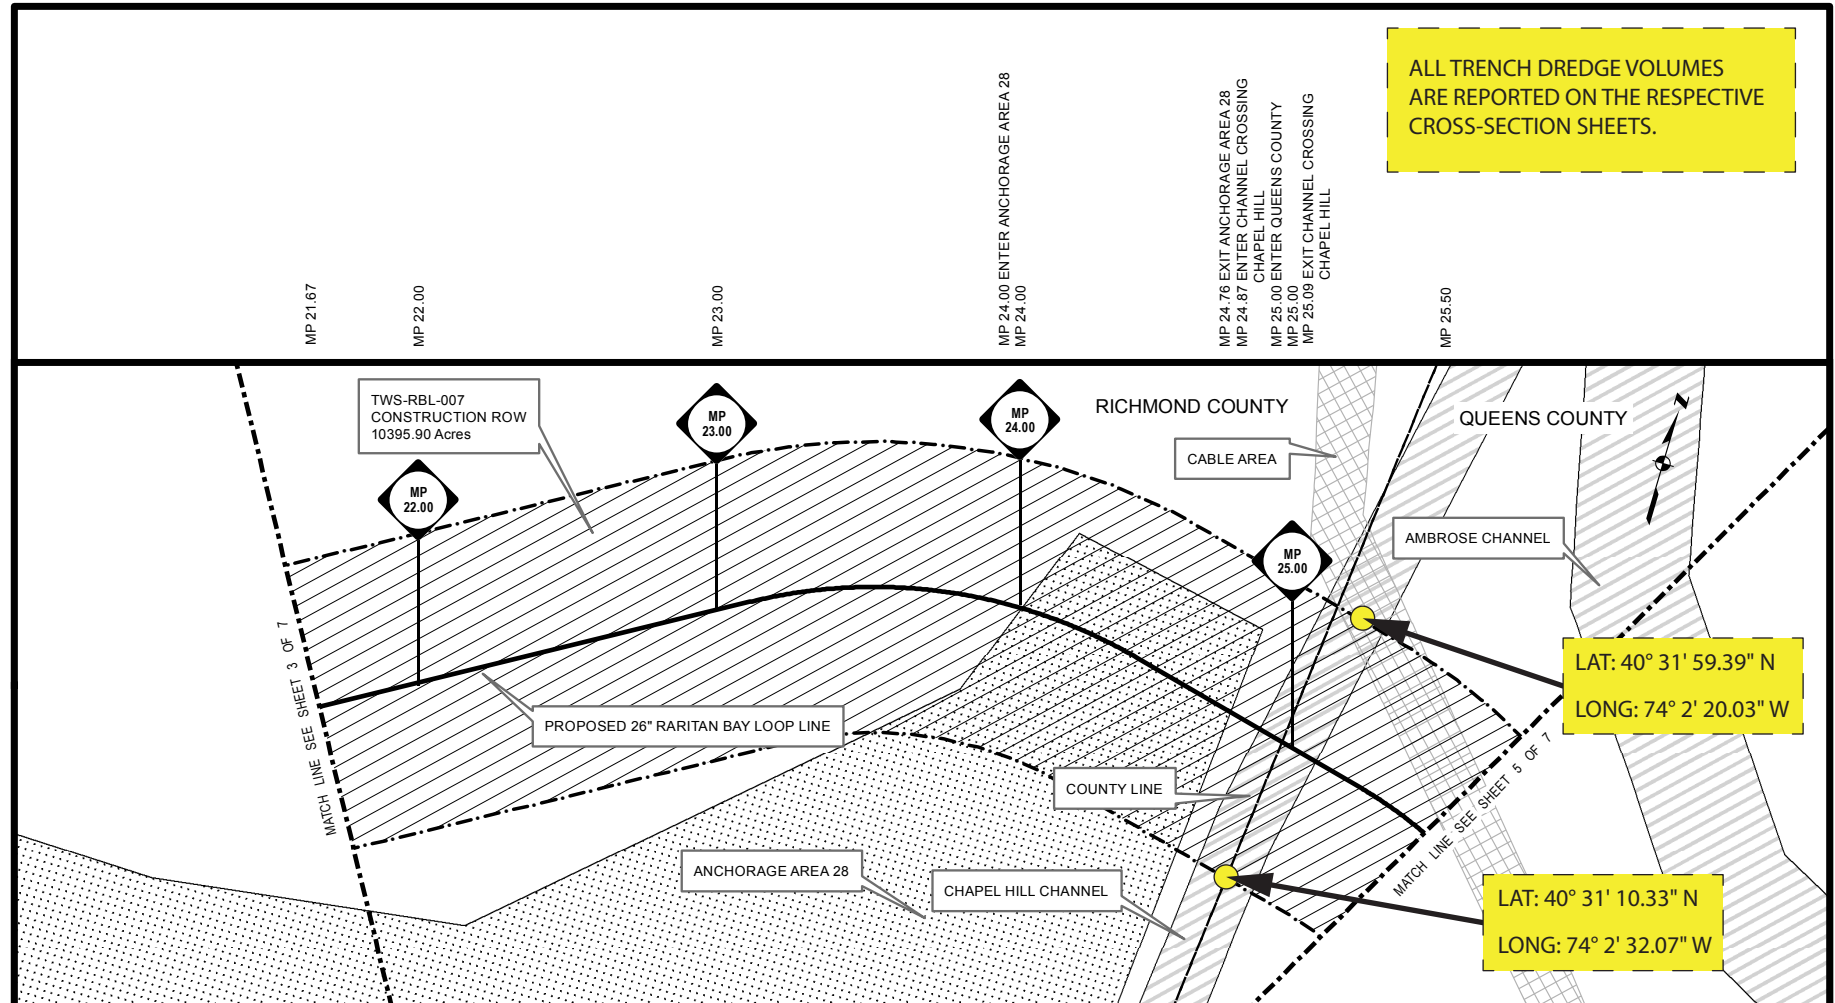 ALL TRENCH DREDGE VOLUMES
ARE REPORTED ON THE RESPECTIVE
CROSS-SECTION SHEETS.
MP 21.67
MP 22.00
MP 23.00
MP 24.00 ENTER ANCHORAGE AREA 28
MP 24.00
MP 24.76 EXIT ANCHORAGE AREA 28
MP 24.87 ENTER CHANNEL CROSSING
CHAPEL HILL
MP 25.00 ENTER QUEENS COUNTY
MP 25.00
MP 25.09 EXIT CHANNEL CROSSING
CHAPEL HILL
MP 25.50
TWS-RBL-007
CONSTRUCTION ROW
10395.90 Acres
MP
22.00
MP
23.00
MP
24.00
RICHMOND COUNTY
QUEENS COUNTY
N
CABLE AREA
AMBROSE CHANNEL
MP
25.00
MATCH LINE SEE SHEET 3 OF 7
PROPOSED 26" RARITAN BAY LOOP LINE
LAT: 40° 31' 59.39" N
LONG: 74° 2' 20.03" W
COUNTY LINE
MATCH LINE SEE SHEET 5 OF 7
ANCHORAGE AREA 28
CHAPEL HILL CHANNEL
LAT: 40° 31' 10.33" N
LONG: 74° 2' 32.07" W